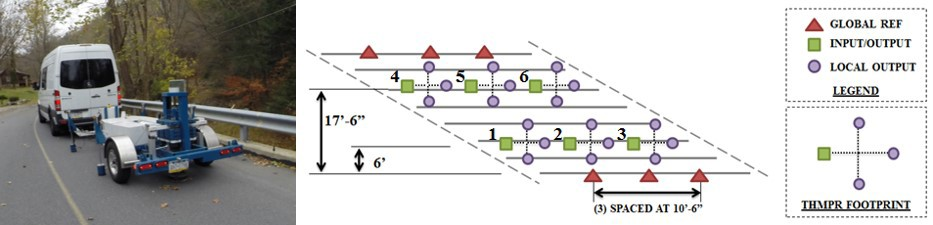 4 5 6
17'-6"
1 2 3
6'
(3) SPACED AT 10'-6"
GLOBAL REF
INPUT/OUTPUT
LOCAL OUTPUT
LEGEND
THMPR FOOTPRINT